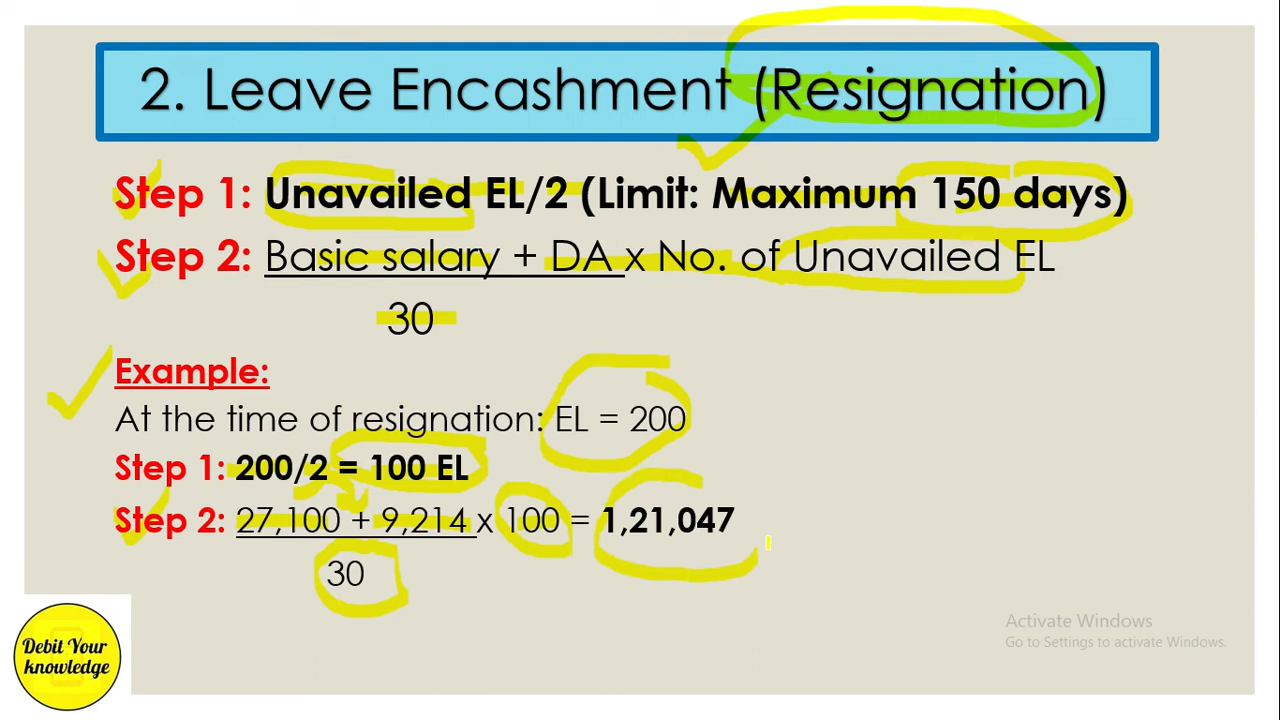 2. Leave Encashment (Resignation)
Step 1: Unavailed EL/2 (Limit: Maximum 150 days)
Step 2: Basic salary + DA x No. of Unavailed EL
30
Example:
At the time of resignation: EL = 200
Step 1: 200/2 = 100 EL
Step 2: 27,100 + 9,214 x 100 = 1,21,047
30
Debit Your
knowledge
Activate Windows
Go to Settings to activate Windows.